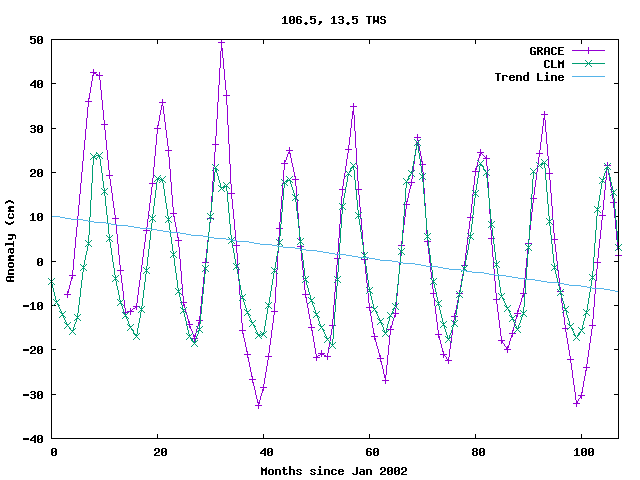 106.5, 13.5 TWS
GRACE
CLM
Trend Line
50
40
30
20
10
0
-10
-20
-30
-40
Anomaly (cm)
0 20 40 60 80 100
Months since Jan 2002